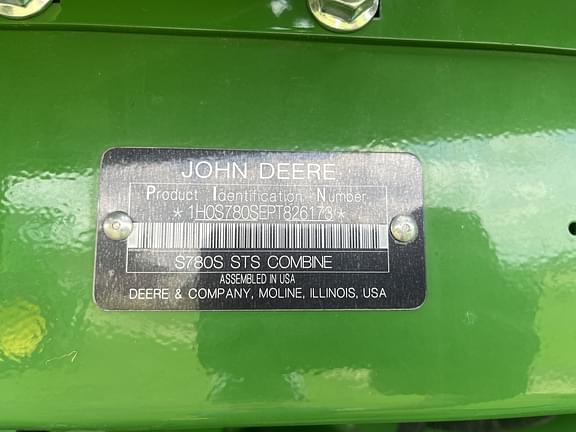 JOHN DEERE
Product Identification Number
*1H0S780SEPT826173*
S780S STS COMBINE
ASSEMBLED IN USA
DEERE & COMPANY, MOLINE, ILLINOIS, USA